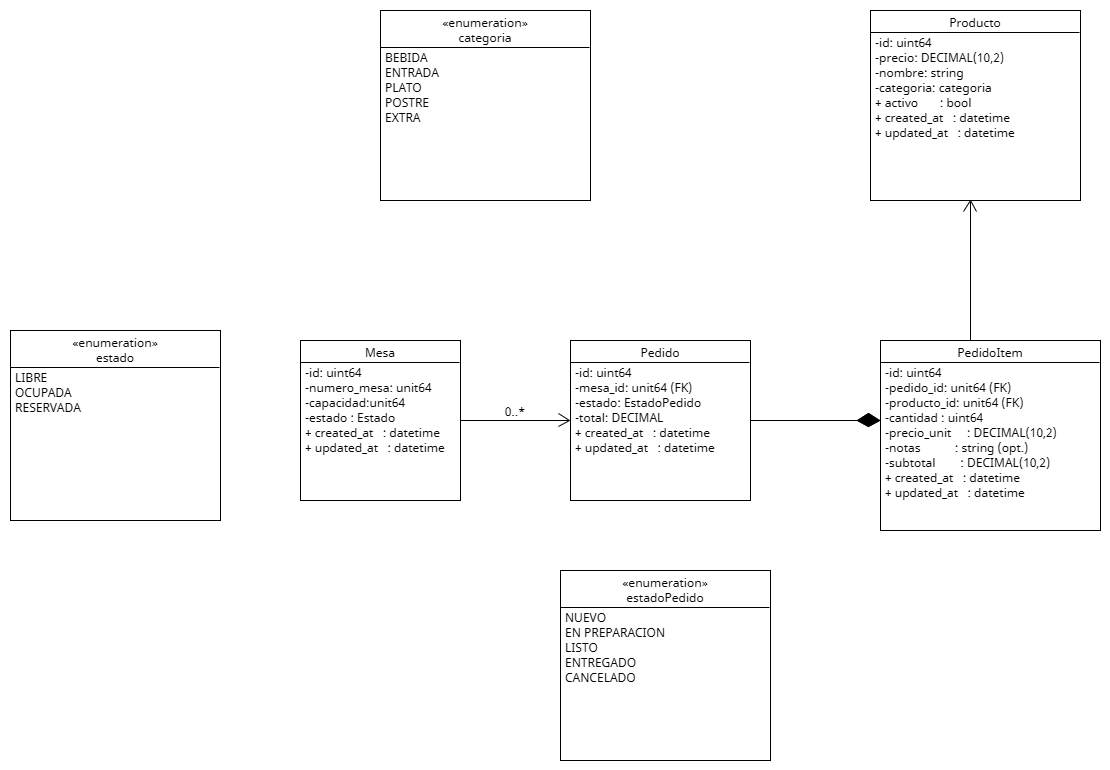 «enumeration»
categoria
BEBIDA
ENTRADA
PLATO
POSTRE
EXTRA
Producto
-id: uint64
-precio: DECIMAL(10,2)
-nombre: string
-categoria: categoria
+ activo : bool
+ created_at : datetime
+ updated_at : datetime
«enumeration»
estado
LIBRE
OCUPADA
RESERVADA
Mesa
-id: uint64
-numero_mesa: unit64
-capacidad:unit64
-estado : Estado
+ created_at : datetime
+ updated_at : datetime
0..*
Pedido
-id: uint64
-mesa_id: unit64 (FK)
-estado: EstadoPedido
-total: DECIMAL
+ created_at : datetime
+ updated_at : datetime
PedidoItem
-id: uint64
-pedido_id: unit64 (FK)
-producto_id: unit64 (FK)
-cantidad : uint64
-precio_unit : DECIMAL(10,2)
-notas : string (opt.)
-subtotal : DECIMAL(10,2)
+ created_at : datetime
+ updated_at : datetime
«enumeration»
estadoPedido
NUEVO
EN PREPARACION
LISTO
ENTREGADO
CANCELADO